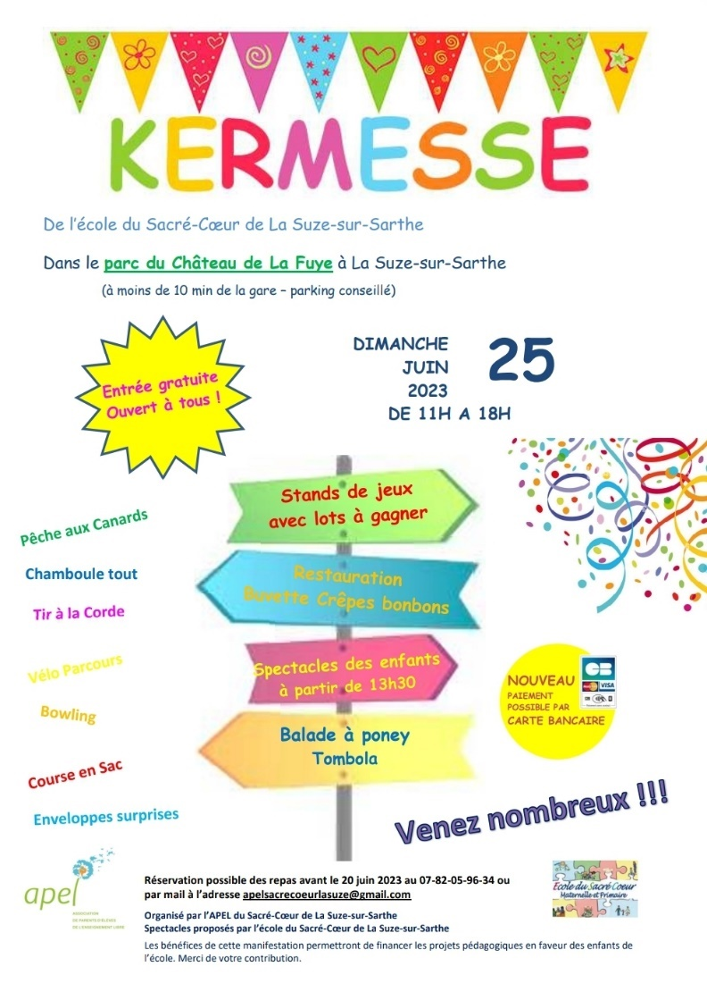 KERMESSE
De l'école du Sacré-Cœur de La Suze-sur-Sarthe
Dans le parc du Château de La Fuye à La Suze-sur-Sarthe
(à moins de 10 min de la gare – parking conseillé)
Entrée gratuite
Ouvert à tous !
DIMANCHE 25
JUIN
2023
DE 11H A 18H
Stands de jeux
avec lots à gagner
Restauration
Buvette Crêpes bonbons
Spectacles des enfants
à partir de 13h30
Balade à poney
Tombola
Pêche aux Canards
Chamboule tout
Tir à la Corde
Vélo Parcours
Bowling
Course en Sac
Enveloppes surprises
NOUVEAU
PAIEMENT
POSSIBLE PAR
CARTE BANCAIRE
CB
MasterCard VISA
Venez nombreux !!!
apel
ASSOCIATION
DE PARENTS D'ÉLÈVES
DE L'ENSEIGNEMENT LIBRE
Réservation possible des repas avant le 20 juin 2023 au 07-82-05-96-34 ou
par mail à l'adresse apelsacrecoeurlasuze@gmail.com
Organisé par l'APEL du Sacré-Cœur de La Suze-sur-Sarthe
Spectacles proposés par l'école du Sacré-Cœur de La Suze-sur-Sarthe
Les bénéfices de cette manifestation permettront de financer les projets pédagogiques en faveur des enfants de
l'école. Merci de votre contribution.
Ecole du Sacré Coeur
Maternelle et Primaire